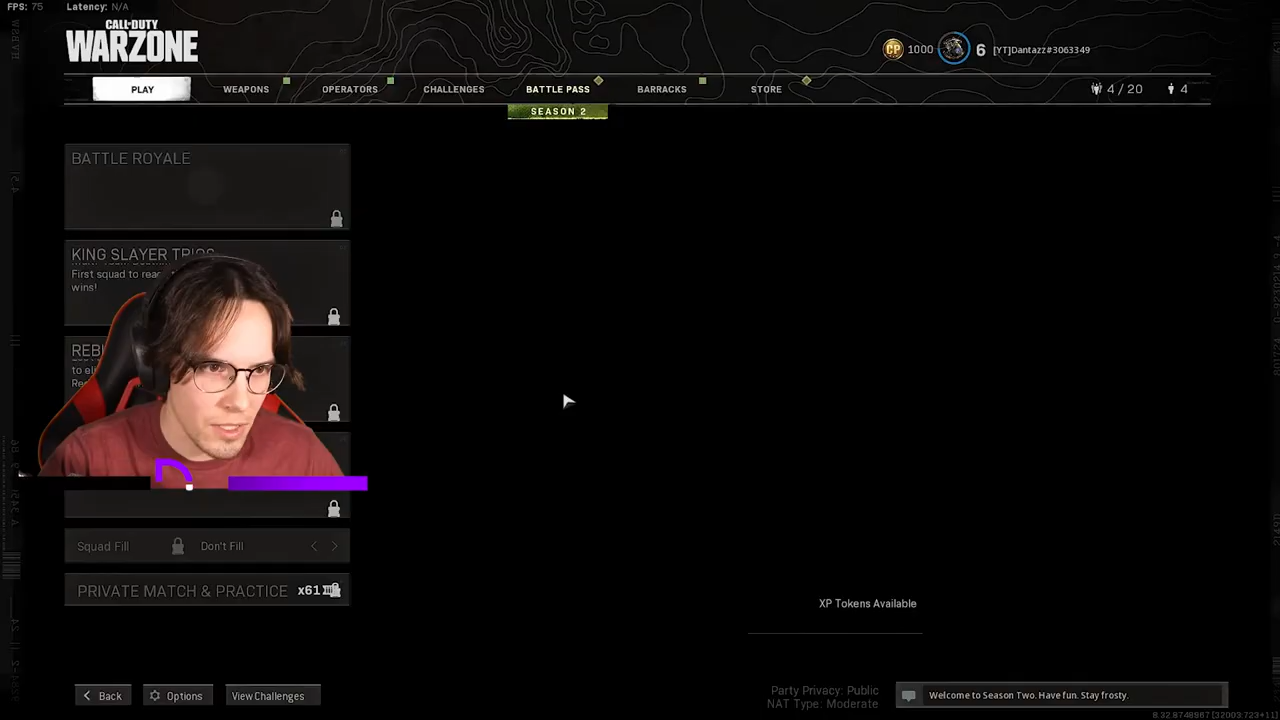 FPS: 75 Latency: N/A
CALL OF DUTY
WARZONE
CP 1000 6 [YT]Dantazz#3063349
PLAY WEAPONS OPERATORS CHALLENGES BATTLE PASS BARRACKS STORE 4 / 20 4
SEASON 2
BATTLE ROYALE
KING SLAYER TRIOS
First squad to
wins!
to
Squad Fill Don't Fill
PRIVATE MATCH & PRACTICE x61
XP Tokens Available
Back Options View Challenges
Party Privacy: Public
NAT Type: Moderate
Welcome to Season Two. Have fun. Stay frosty.